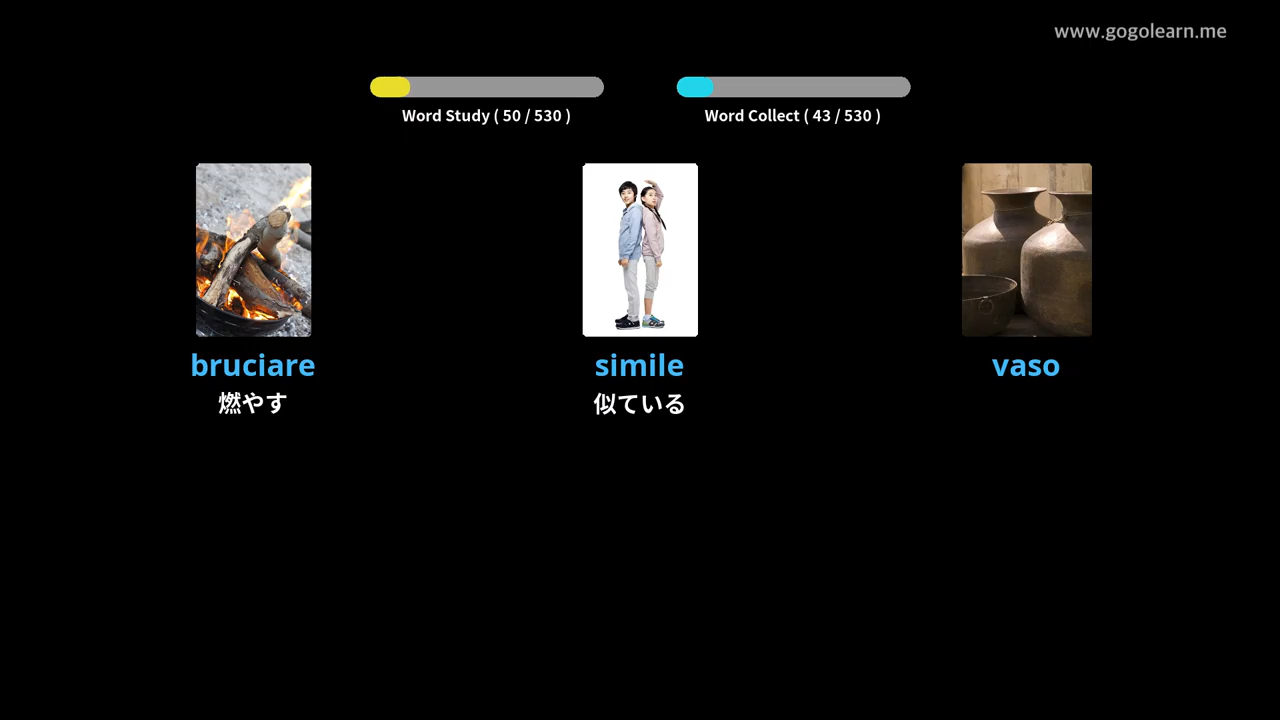 www.gogolearn.me
Word Study ( 50 / 530 )
Word Collect ( 43 / 530 )
bruciare
燃やす
simile
似ている
vaso